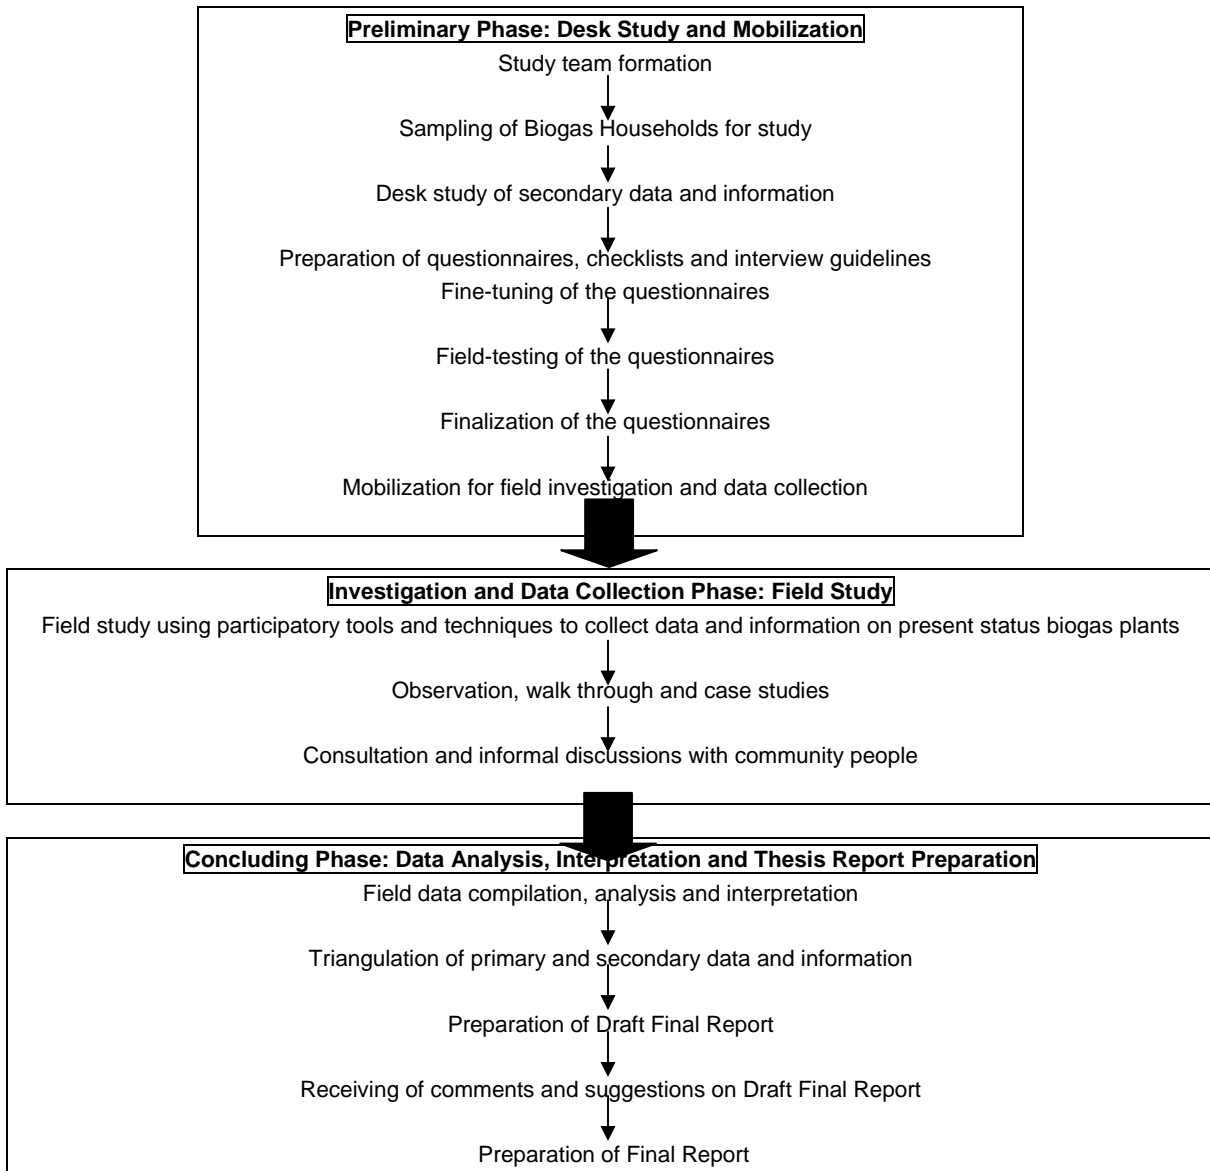 Preliminary Phase: Desk Study and Mobilization
Study team formation
Sampling of Biogas Households for study
Desk study of secondary data and information
Preparation of questionnaires, checklists and interview guidelines
Fine-tuning of the questionnaires
Field-testing of the questionnaires
Finalization of the questionnaires
Mobilization for field investigation and data collection
Investigation and Data Collection Phase: Field Study
Field study using participatory tools and techniques to collect data and information on present status biogas plants
Observation, walk through and case studies
Consultation and informal discussions with community people
Concluding Phase: Data Analysis, Interpretation and Thesis Report Preparation
Field data compilation, analysis and interpretation
Triangulation of primary and secondary data and information
Preparation of Draft Final Report
Receiving of comments and suggestions on Draft Final Report
Preparation of Final Report